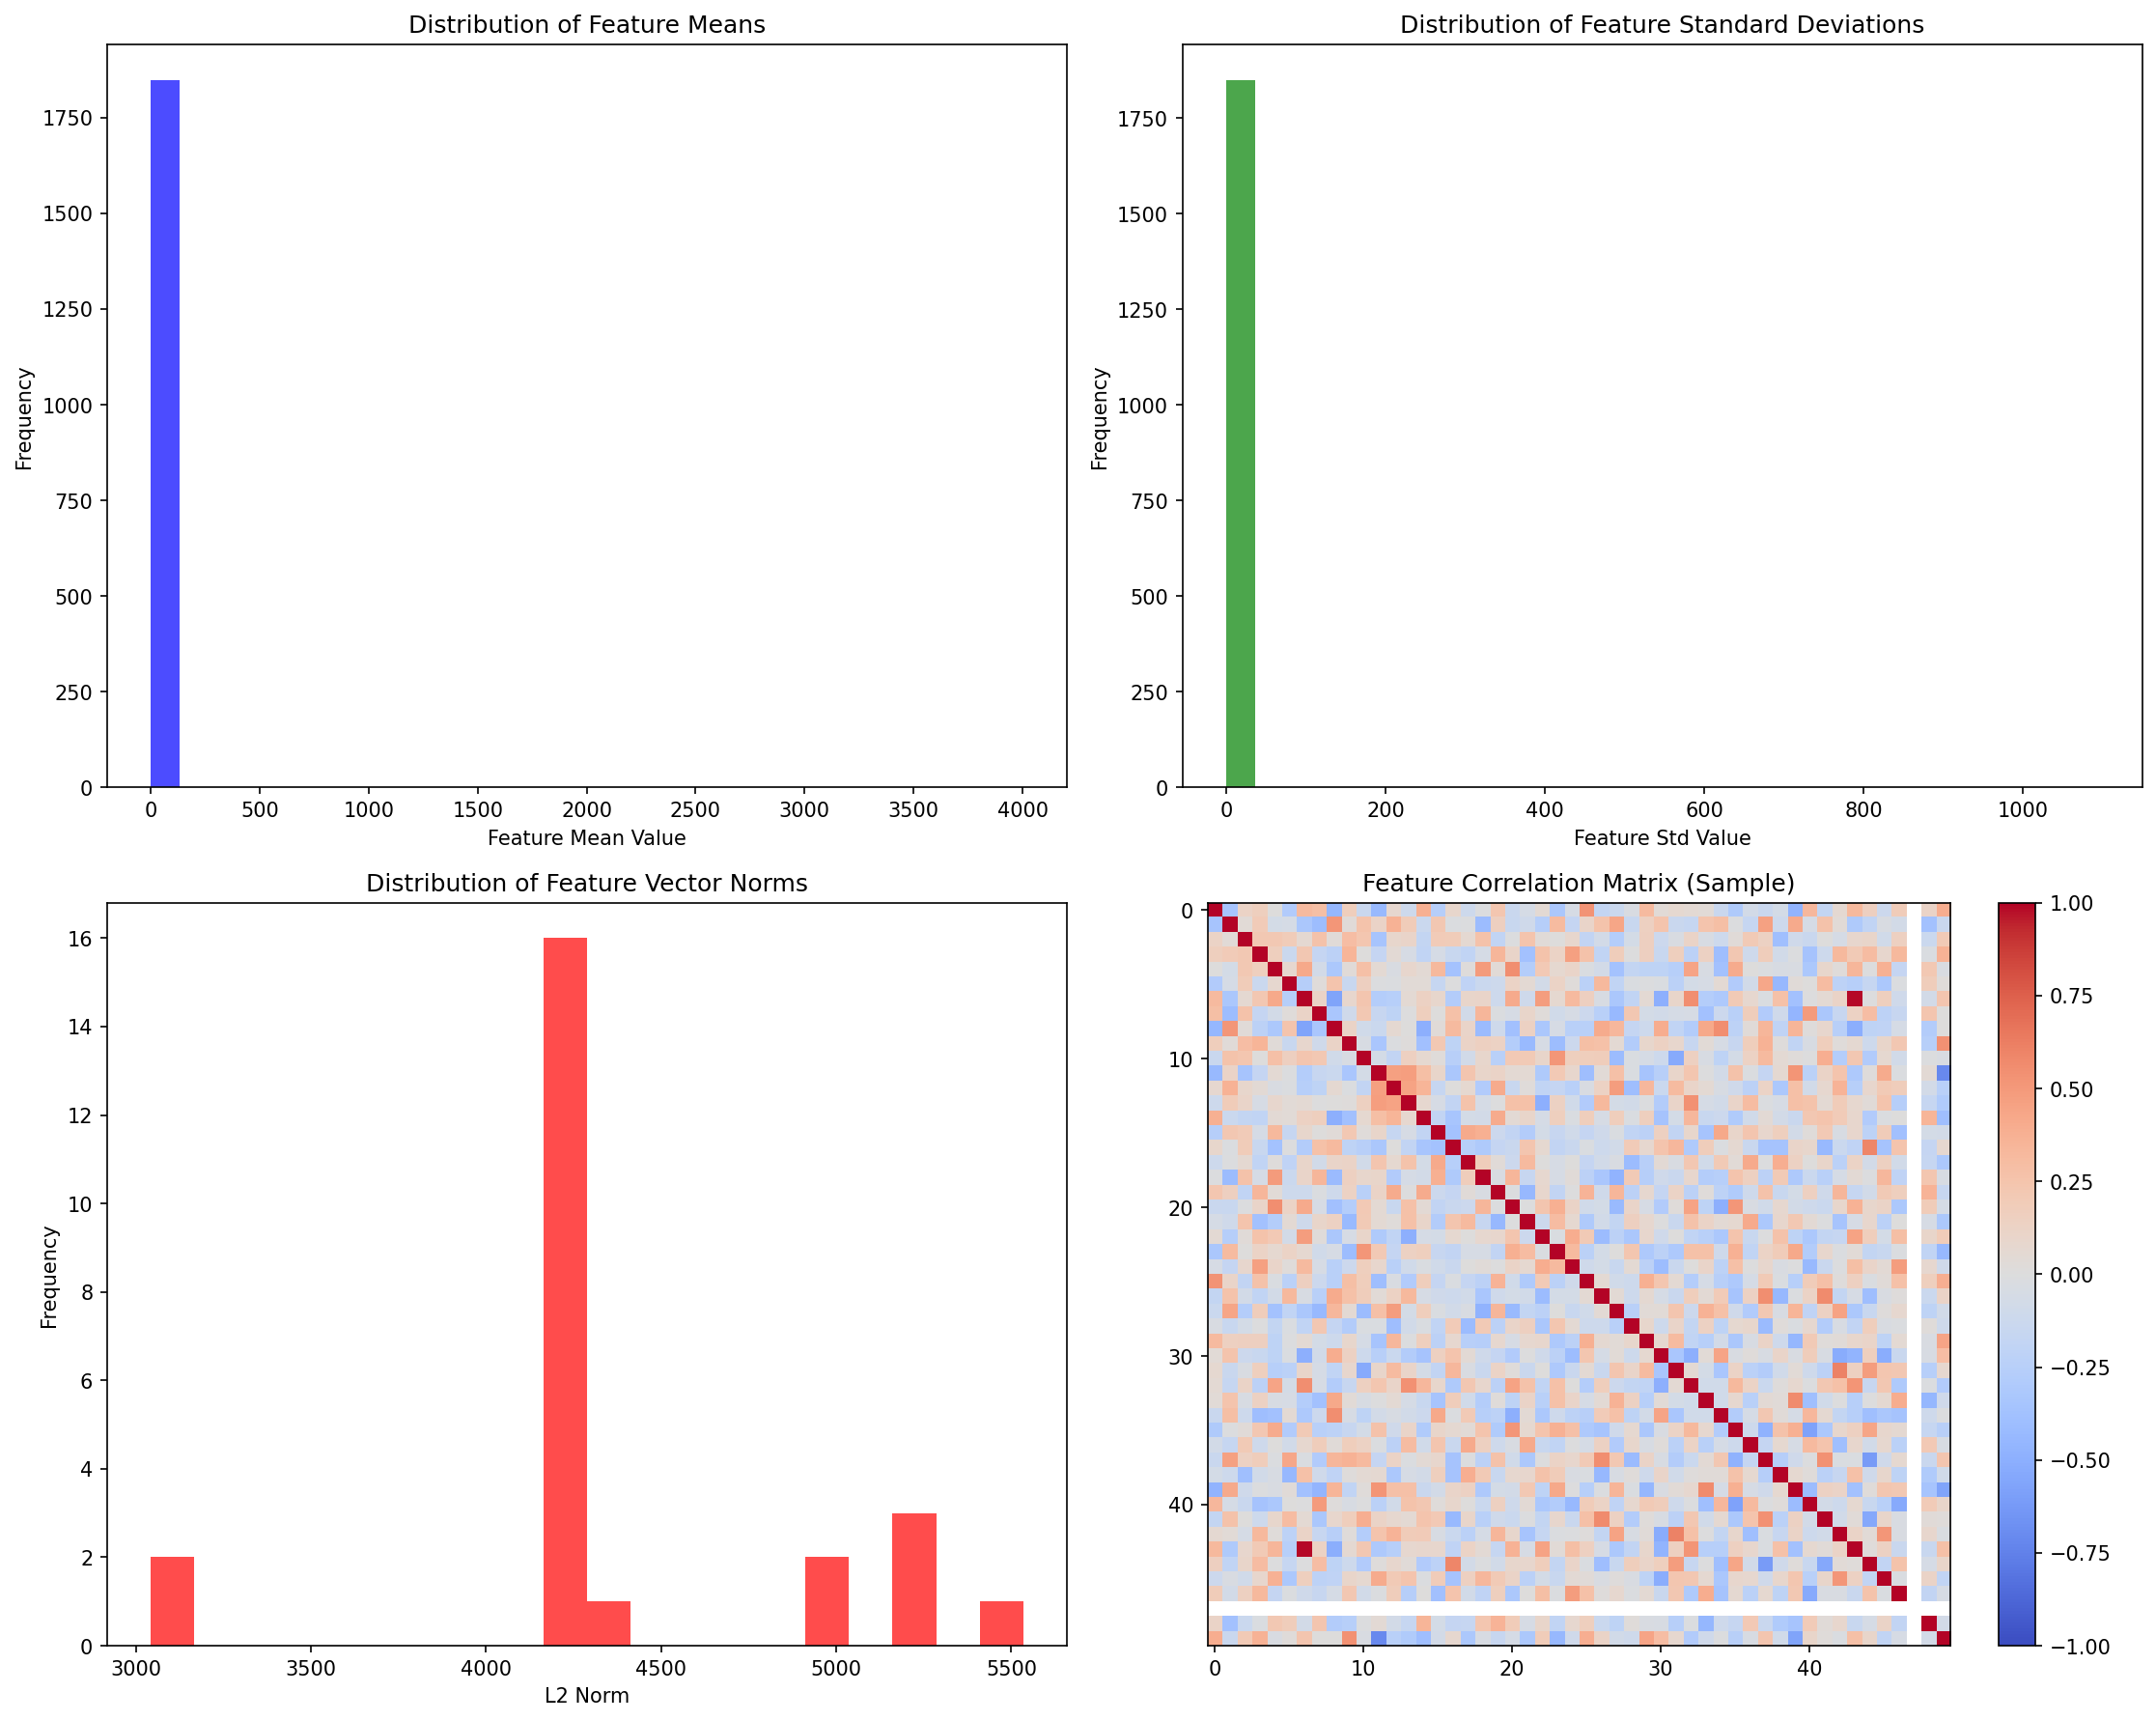 Distribution of Feature Means
Frequency
1750
1500
1250
1000
750
500
250
0
0 500 1000 1500 2000 2500 3000 3500 4000
Feature Mean Value
Distribution of Feature Standard Deviations
Frequency
1750
1500
1250
1000
750
500
250
0
0 200 400 600 800 1000
Feature Std Value
Distribution of Feature Vector Norms
Frequency
16
14
12
10
8
6
4
2
0
3000 3500 4000 4500 5000 5500
L2 Norm
Feature Correlation Matrix (Sample)
0
10
20
30
40
0 10 20 30 40
1.00
0.75
0.50
0.25
0.00
−0.25
−0.50
−0.75
−1.00